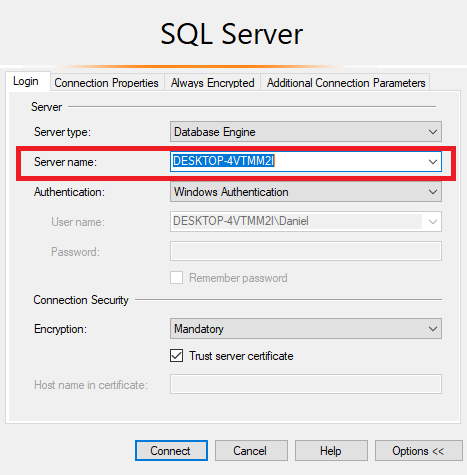 SQL Server
Login Connection Properties Always Encrypted Additional Connection Parameters
Server
Server type: Database Engine
Server name: DESKTOP-4VTMM2I
Authentication: Windows Authentication
User name: DESKTOP-4VTMM2I\Daniel
Password:
Remember password
Connection Security
Encryption: Mandatory
Trust server certificate
Host name in certificate:
Connect Cancel Help Options <<